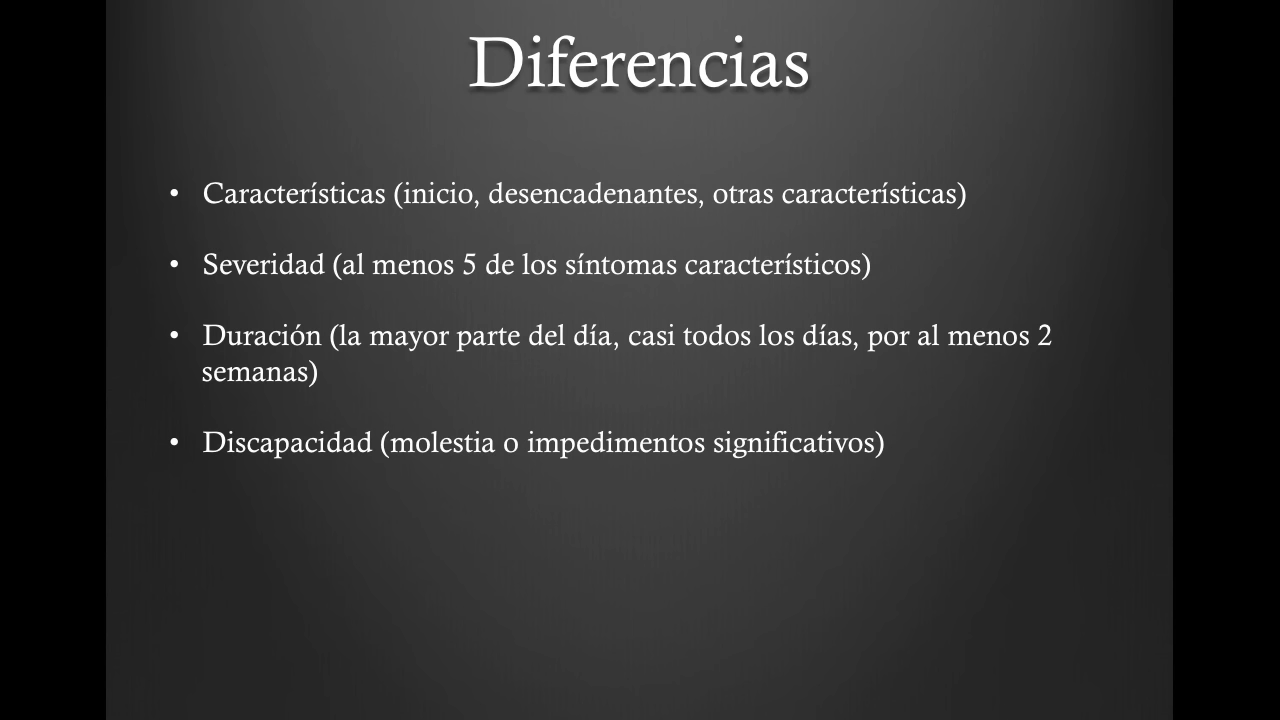 Diferencias
• Características (inicio, desencadenantes, otras características)
• Severidad (al menos 5 de los síntomas característicos)
• Duración (la mayor parte del día, casi todos los días, por al menos 2
semanas)
• Discapacidad (molestia o impedimentos significativos)